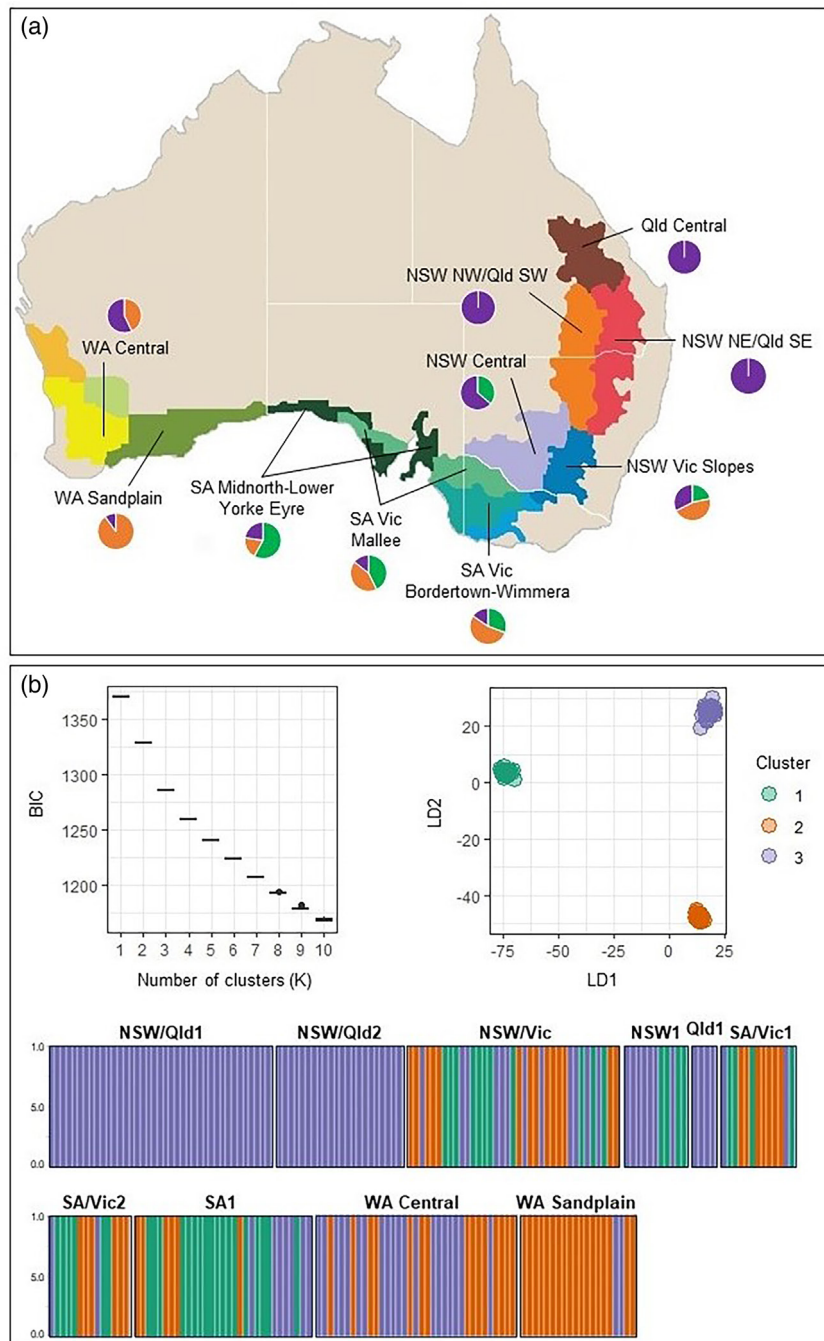 (a)
Qld Central
NSW NW/Qld SW
WA Central
NSW Central
NSW NE/Qld SE
NSW Vic Slopes
WA Sandplain
SA Midnorth-Lower
Yorke Eyre
SA Vic
Mallee
SA Vic
Bordertown-Wimmera
(b)
1350
1300
1250
1200
BIC
1 2 3 4 5 6 7 8 9 10
Number of clusters (K)
20
0
-20
-40
LD2
-75 -50 -25 0 25
LD1
Cluster
1
2
3
NSW/Qld1 NSW/Qld2 NSW/Vic NSW1 Qld1 SA/Vic1
1.0
5.0
0.0
SA/Vic2 SA1 WA Central WA Sandplain
1.0
5.0
0.0